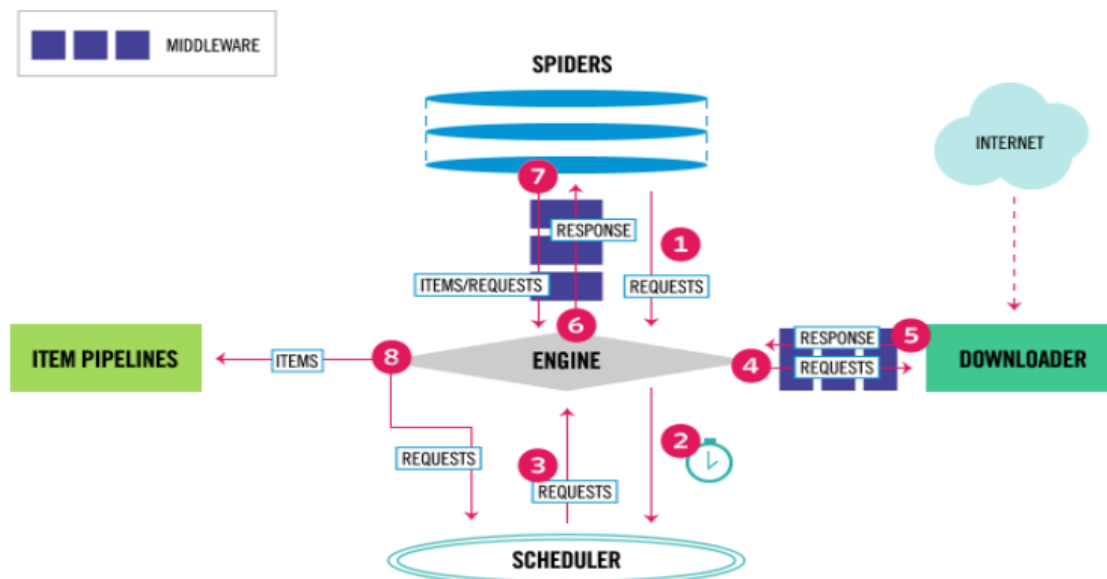 MIDDLEWARE
SPIDERS
INTERNET
7
RESPONSE
1
ITEMS/REQUESTS
REQUESTS
6
ITEM PIPELINES
ITEMS
8
ENGINE
4
RESPONSE
5
REQUESTS
DOWNLOADER
2
REQUESTS
3
REQUESTS
SCHEDULER